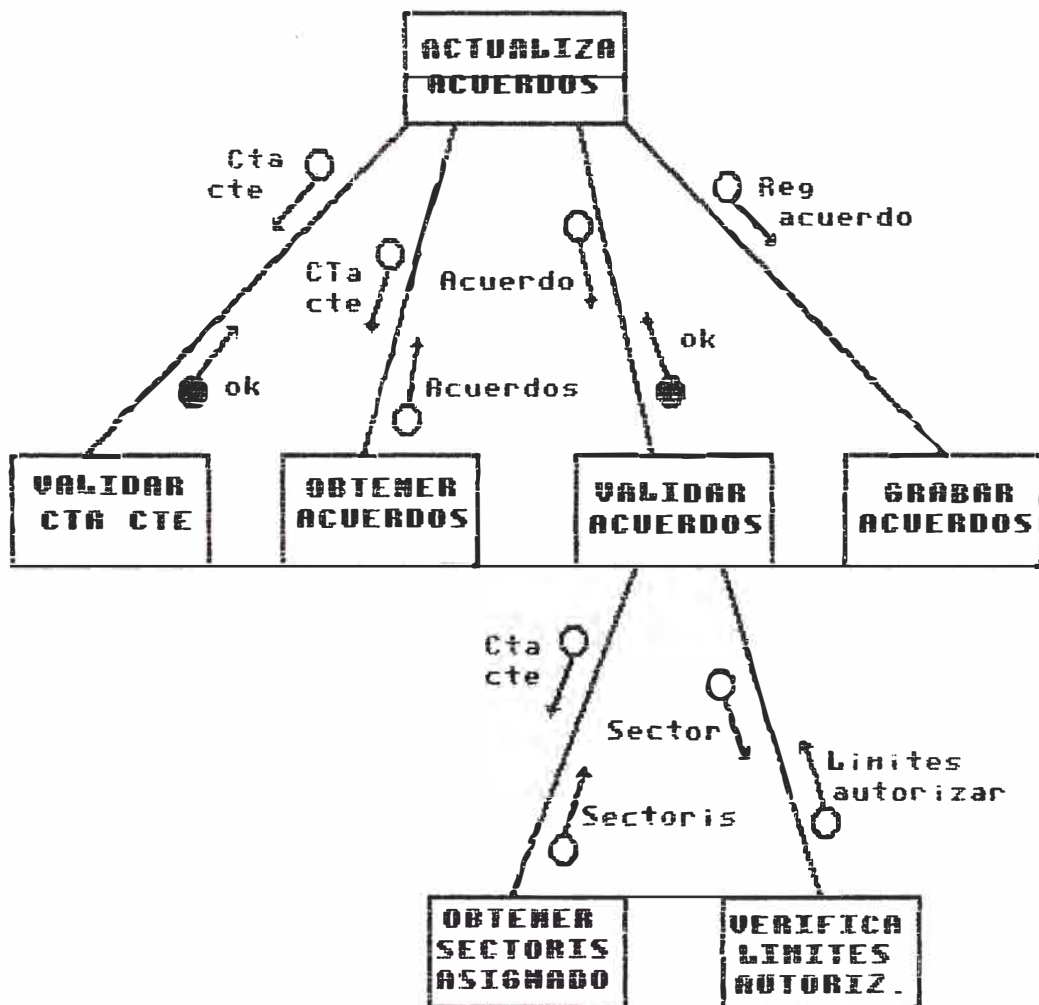 ACTUALIZA
ACUERDOS
Cta
cte
Reg
acuerdo
CTa
cte
Acuerdo
ok
ok
Acuerdos
VALIDAR
CTA CTE
OBTENER
ACUERDOS
VALIDAR
ACUERDOS
GRABAR
ACUERDOS
Cta
cte
Sector
Limites
autorizar
Sectoris
OBTENER
SECTORIS
ASIGNADO
VERIFICA
LIMITES
AUTORIZ.